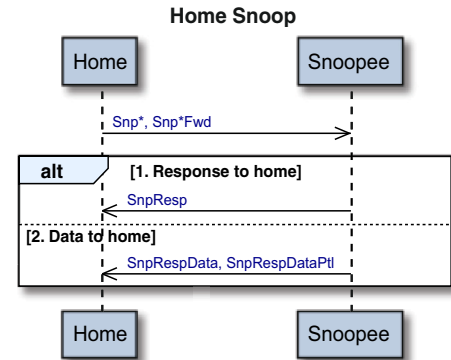 Home Snoop
Home Snoopee
Snp*, Snp*Fwd
alt [1. Response to home]
SnpResp
[2. Data to home]
SnpRespData, SnpRespDataPtl
Home Snoopee